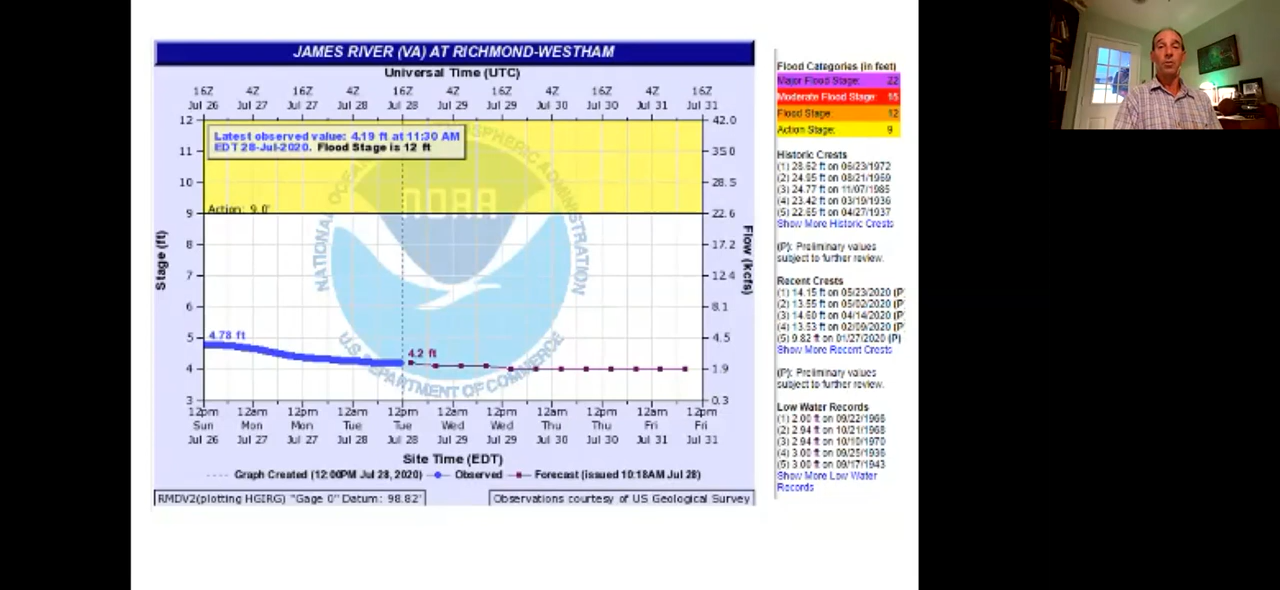 JAMES RIVER (VA) AT RICHMOND-WESTHAM
Universal Time (UTC)
16Z 4Z 16Z 4Z 16Z 4Z 16Z 4Z 16Z 4Z 16Z
Jul 26 Jul 27 Jul 27 Jul 28 Jul 28 Jul 29 Jul 29 Jul 30 Jul 30 Jul 31 Jul 31
Latest observed value: 4.19 ft at 11:30 AM
EDT 28-Jul-2020. Flood Stage is 12 ft
12 42.0
11 35.0
10 28.5
Action: 9.0'
9 22.6
8 17.2
7 12.4
6 8.1
5 4.5
4 1.9
3 0.3
Stage (ft)
Flow (kcfs)
4.78 ft
4.2 ft
NOAA
NATIONAL OCEANIC AND ATMOSPHERIC ADMINISTRATION
U.S. DEPARTMENT OF COMMERCE
12pm 12am 12pm 12am 12pm 12am 12pm 12am 12pm 12am 12pm
Sun Mon Mon Tue Tue Wed Wed Thu Thu Fri Fri
Jul 26 Jul 27 Jul 27 Jul 28 Jul 28 Jul 29 Jul 29 Jul 30 Jul 30 Jul 31 Jul 31
Site Time (EDT)
Graph Created (12:00PM Jul 28, 2020) Observed Forecast (issued 10:18AM Jul 28)
RMDV2(plotting HGIRG) "Gage 0" Datum: 98.82'
Observations courtesy of US Geological Survey
Flood Categories (in feet)
Major Flood Stage: 22
Moderate Flood Stage: 15
Flood Stage: 12
Action Stage: 9
Historic Crests
(1) 28.62 ft on 06/23/1972
(2) 24.95 ft on 08/21/1969
(3) 24.77 ft on 11/07/1985
(4) 23.42 ft on 03/19/1936
(5) 22.65 ft on 04/27/1937
Show More Historic Crests
(P): Preliminary values
subject to further review.
Recent Crests
(1) 14.15 ft on 05/23/2020 (P)
(2) 13.55 ft on 05/02/2020 (P)
(3) 14.60 ft on 04/14/2020 (P)
(4) 13.53 ft on 02/09/2020 (P)
(5) 9.82 ft on 01/27/2020 (P)
Show More Recent Crests
(P): Preliminary values
subject to further review.
Low Water Records
(1) 2.00 ft on 09/22/1966
(2) 2.94 ft on 10/21/1968
(3) 2.94 ft on 10/10/1970
(4) 3.00 ft on 09/25/1936
(5) 3.00 ft on 09/17/1943
Show More Low Water
Records